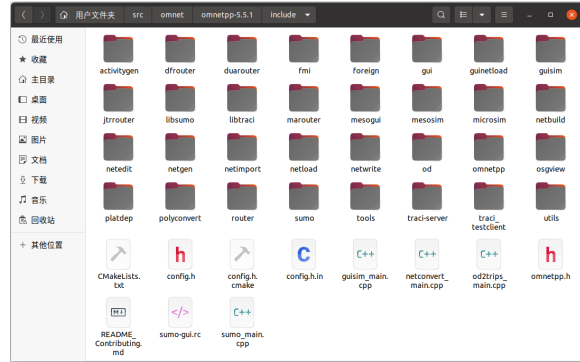 用户文件夹 src omnet omnetpp-5.5.1 include
最近使用
收藏
主目录
桌面
视频
图片
文档
下载
音乐
回收站
其他位置
activitygen dfrouter duarouter fmi foreign gui guinetload guisim
jtrrouter libsumo libtraci marouter mesogui mesosim microsim netbuild
netedit netgen netimport netload netwrite od omnetpp osgview
platdep polyconvert router sumo tools traci-server traci_ utils
testclient
h C C++ C++ C++ h
CMakeLists. config.h config.h. config.h.in guisim_main. netconvert_ od2trips_ omnetpp.h
txt cmake cpp main.cpp main.cpp
M </> C++
README_ sumo-gui.rc sumo_main.
Contributing. cpp
md